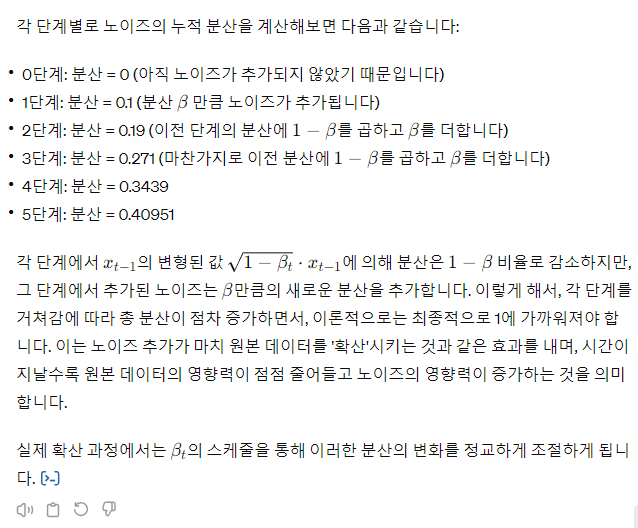 각 단계별로 노이즈의 누적 분산을 계산해보면 다음과 같습니다:
• 0단계: 분산 = 0 (아직 노이즈가 추가되지 않았기 때문입니다)
• 1단계: 분산 = 0.1 (분산 β 만큼 노이즈가 추가됩니다)
• 2단계: 분산 = 0.19 (이전 단계의 분산에 1 − β를 곱하고 β를 더합니다)
• 3단계: 분산 = 0.271 (마찬가지로 이전 분산에 1 − β를 곱하고 β를 더합니다)
• 4단계: 분산 = 0.3439
• 5단계: 분산 = 0.40951
각 단계에서 xₜ₋₁의 변형된 값 √(1 − βₜ) · xₜ₋₁에 의해 분산은 1 − β 비율로 감소하지만,
그 단계에서 추가된 노이즈는 β만큼의 새로운 분산을 추가합니다. 이렇게 해서, 각 단계를
거쳐감에 따라 총 분산이 점차 증가하면서, 이론적으로는 최종적으로 1에 가까워져야 합
니다. 이는 노이즈 추가가 마치 원본 데이터를 '확산'시키는 것과 같은 효과를 내며, 시간이
지날수록 원본 데이터의 영향력이 점점 줄어들고 노이즈의 영향력이 증가하는 것을 의미
합니다.
실제 확산 과정에서는 βₜ의 스케줄을 통해 이러한 분산의 변화를 정교하게 조절하게 됩니
다. [>-]